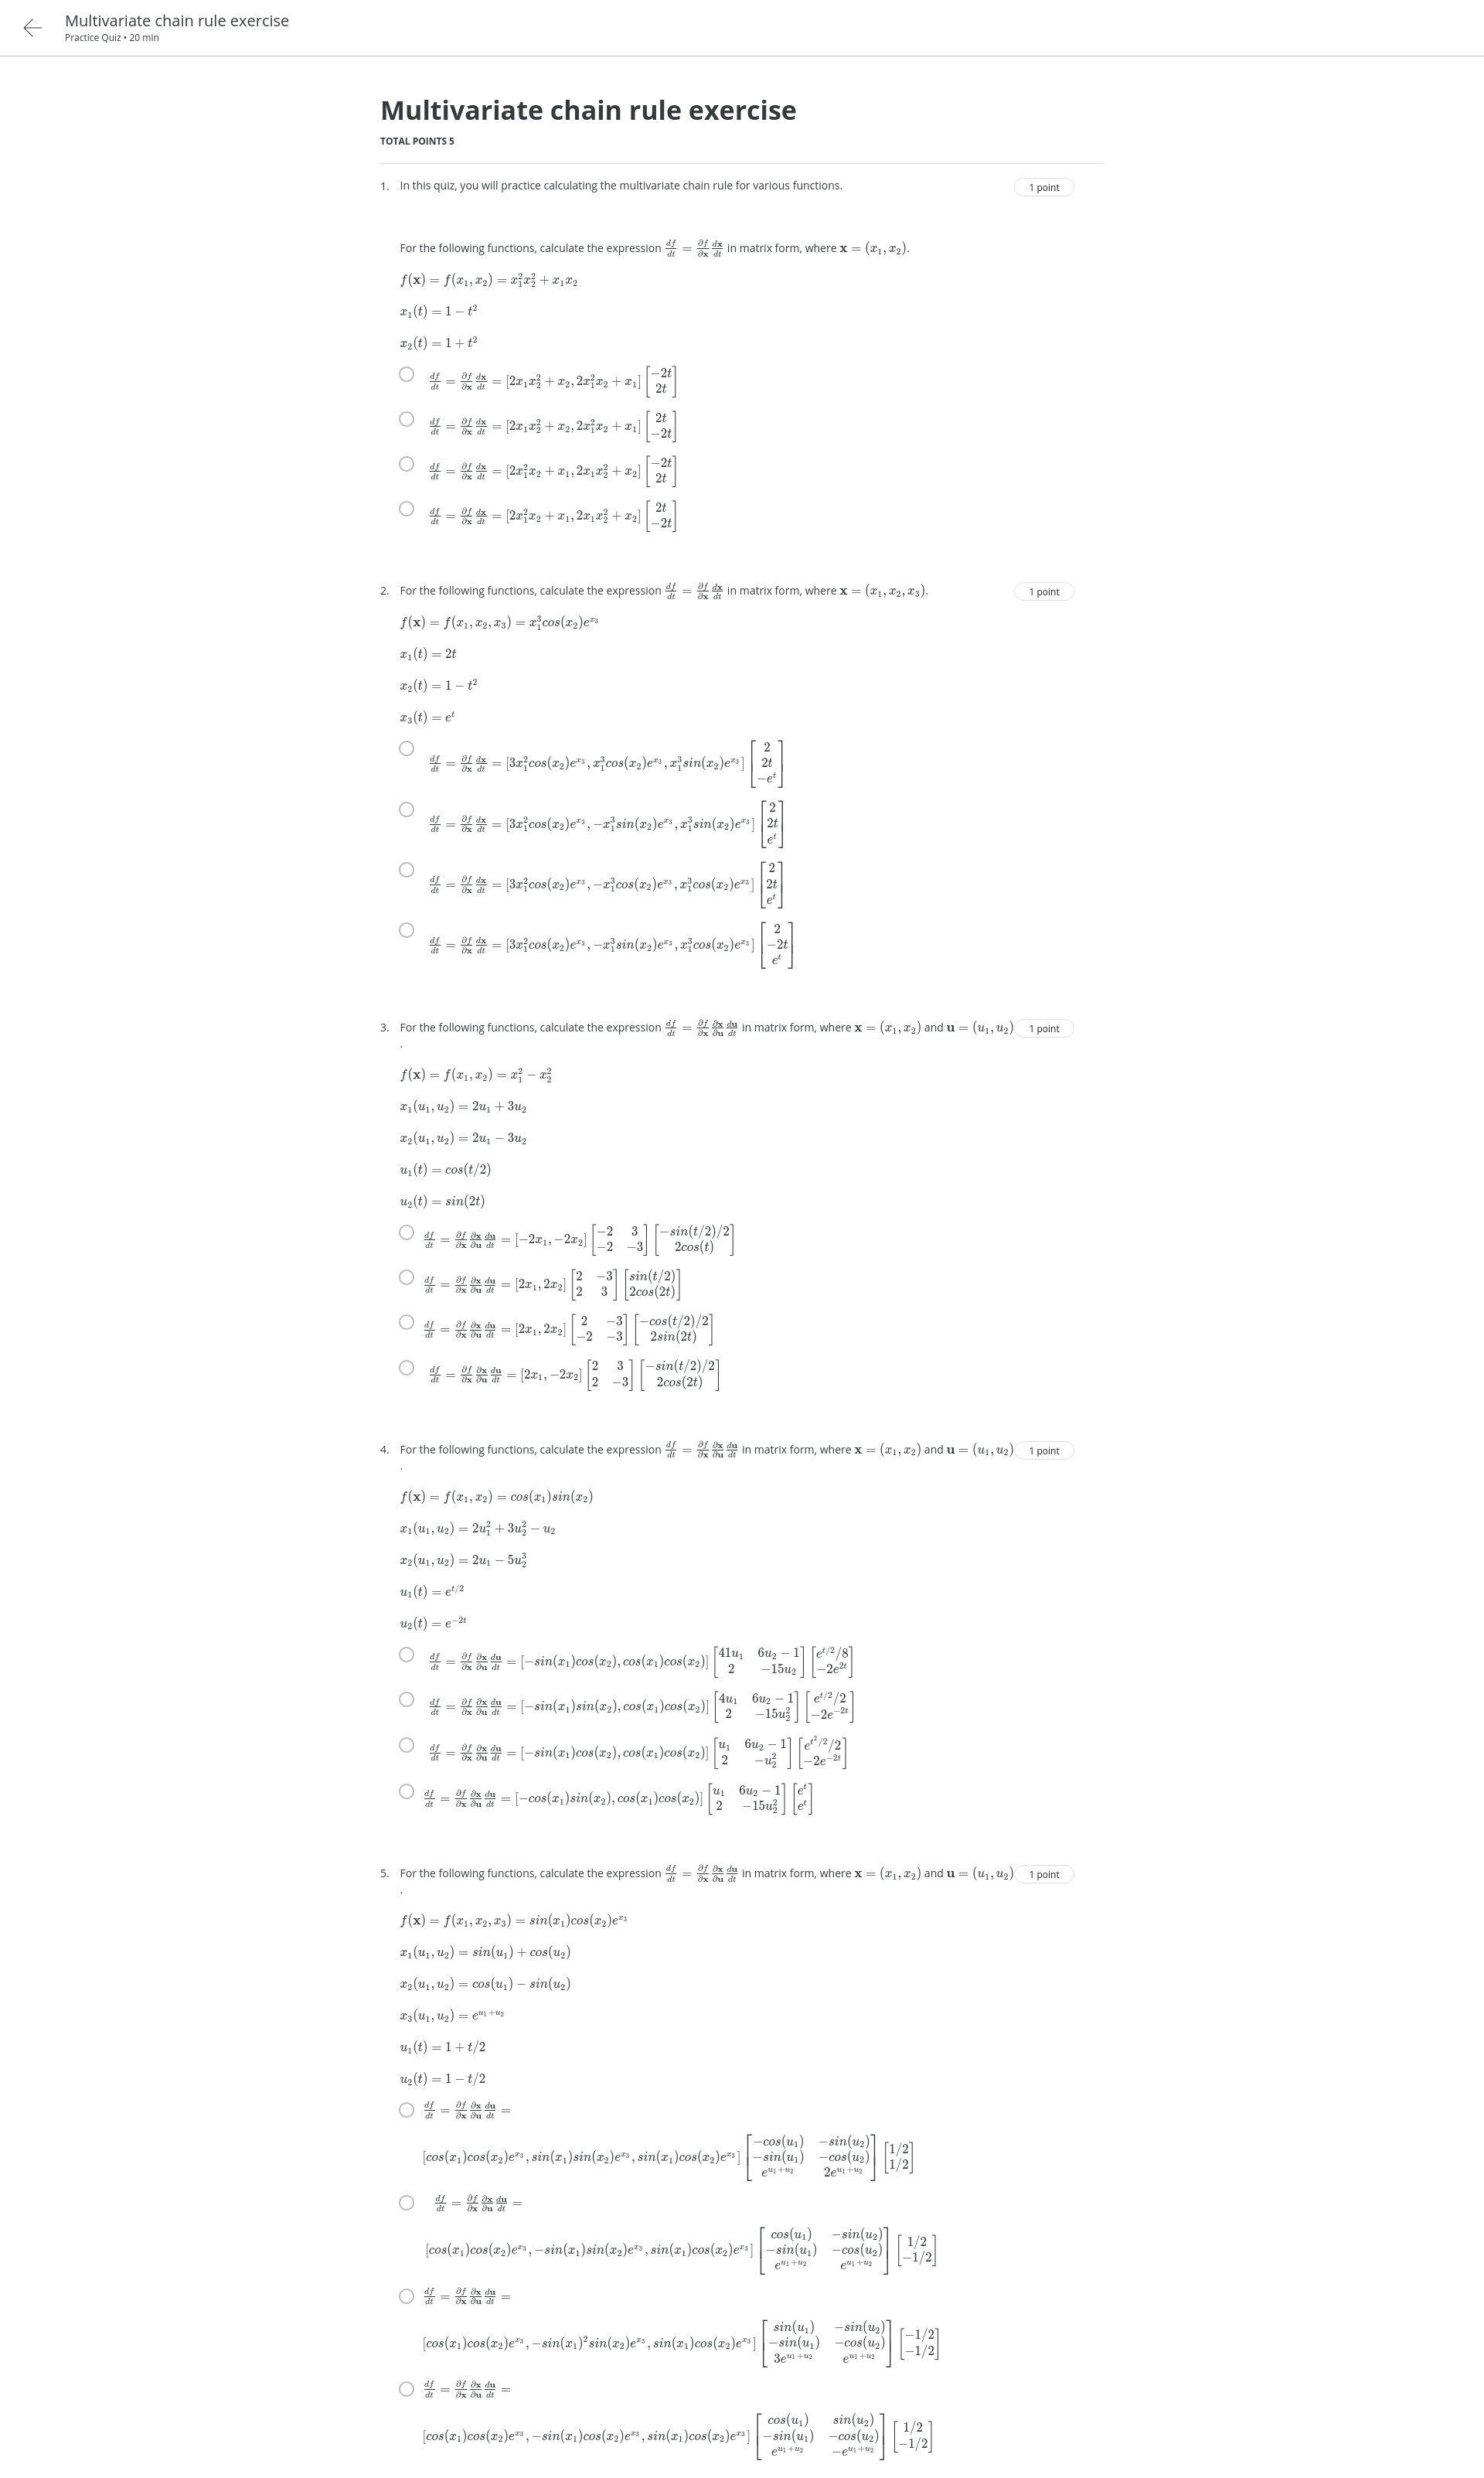 Multivariate chain rule exercise
Practice Quiz • 20 min
Multivariate chain rule exercise
TOTAL POINTS 5
1. In this quiz, you will practice calculating the multivariate chain rule for various functions. 1 point
For the following functions, calculate the expression $\frac{df}{dt} = \frac{\partial f}{\partial \mathbf{x}} \frac{d\mathbf{x}}{dt}$ in matrix form, where $\mathbf{x} = (x_1, x_2)$.
$f(\mathbf{x}) = f(x_1, x_2) = x_1^2 x_2^2 + x_1 x_2$
$x_1(t) = 1 - t^2$
$x_2(t) = 1 + t^2$
$\frac{df}{dt} = \frac{\partial f}{\partial \mathbf{x}} \frac{d\mathbf{x}}{dt} = [2x_1 x_2^2 + x_2, 2x_1^2 x_2 + x_1] \begin{bmatrix} -2t \\ 2t \end{bmatrix}$
$\frac{df}{dt} = \frac{\partial f}{\partial \mathbf{x}} \frac{d\mathbf{x}}{dt} = [2x_1 x_2^2 + x_2, 2x_1^2 x_2 + x_1] \begin{bmatrix} 2t \\ -2t \end{bmatrix}$
$\frac{df}{dt} = \frac{\partial f}{\partial \mathbf{x}} \frac{d\mathbf{x}}{dt} = [2x_1^2 x_2 + x_1, 2x_1 x_2^2 + x_2] \begin{bmatrix} -2t \\ 2t \end{bmatrix}$
$\frac{df}{dt} = \frac{\partial f}{\partial \mathbf{x}} \frac{d\mathbf{x}}{dt} = [2x_1^2 x_2 + x_1, 2x_1 x_2^2 + x_2] \begin{bmatrix} 2t \\ -2t \end{bmatrix}$
2. For the following functions, calculate the expression $\frac{df}{dt} = \frac{\partial f}{\partial \mathbf{x}} \frac{d\mathbf{x}}{dt}$ in matrix form, where $\mathbf{x} = (x_1, x_2, x_3)$. 1 point
$f(\mathbf{x}) = f(x_1, x_2, x_3) = x_1^3 cos(x_2) e^{x_3}$
$x_1(t) = 2t$
$x_2(t) = 1 - t^2$
$x_3(t) = e^t$
$\frac{df}{dt} = \frac{\partial f}{\partial \mathbf{x}} \frac{d\mathbf{x}}{dt} = [3x_1^2 cos(x_2) e^{x_3}, x_1^3 cos(x_2) e^{x_3}, x_1^3 sin(x_2) e^{x_3}] \begin{bmatrix} 2 \\ 2t \\ -e^t \end{bmatrix}$
$\frac{df}{dt} = \frac{\partial f}{\partial \mathbf{x}} \frac{d\mathbf{x}}{dt} = [3x_1^2 cos(x_2) e^{x_3}, -x_1^3 sin(x_2) e^{x_3}, x_1^3 sin(x_2) e^{x_3}] \begin{bmatrix} 2 \\ 2t \\ e^t \end{bmatrix}$
$\frac{df}{dt} = \frac{\partial f}{\partial \mathbf{x}} \frac{d\mathbf{x}}{dt} = [3x_1^2 cos(x_2) e^{x_3}, -x_1^3 cos(x_2) e^{x_3}, x_1^3 cos(x_2) e^{x_3}] \begin{bmatrix} 2 \\ 2t \\ e^t \end{bmatrix}$
$\frac{df}{dt} = \frac{\partial f}{\partial \mathbf{x}} \frac{d\mathbf{x}}{dt} = [3x_1^2 cos(x_2) e^{x_3}, -x_1^3 sin(x_2) e^{x_3}, x_1^3 cos(x_2) e^{x_3}] \begin{bmatrix} 2 \\ -2t \\ e^t \end{bmatrix}$
3. For the following functions, calculate the expression $\frac{df}{dt} = \frac{\partial f}{\partial \mathbf{x}} \frac{\partial \mathbf{x}}{\partial \mathbf{u}} \frac{d\mathbf{u}}{dt}$ in matrix form, where $\mathbf{x} = (x_1, x_2)$ and $\mathbf{u} = (u_1, u_2)$ 1 point
.
$f(\mathbf{x}) = f(x_1, x_2) = x_1^2 - x_2^2$
$x_1(u_1, u_2) = 2u_1 + 3u_2$
$x_2(u_1, u_2) = 2u_1 - 3u_2$
$u_1(t) = cos(t/2)$
$u_2(t) = sin(2t)$
$\frac{df}{dt} = \frac{\partial f}{\partial \mathbf{x}} \frac{\partial \mathbf{x}}{\partial \mathbf{u}} \frac{d\mathbf{u}}{dt} = [-2x_1, -2x_2] \begin{bmatrix} -2 & 3 \\ -2 & -3 \end{bmatrix} \begin{bmatrix} -sin(t/2)/2 \\ 2cos(t) \end{bmatrix}$
$\frac{df}{dt} = \frac{\partial f}{\partial \mathbf{x}} \frac{\partial \mathbf{x}}{\partial \mathbf{u}} \frac{d\mathbf{u}}{dt} = [2x_1, 2x_2] \begin{bmatrix} 2 & -3 \\ 2 & 3 \end{bmatrix} \begin{bmatrix} sin(t/2) \\ 2cos(2t) \end{bmatrix}$
$\frac{df}{dt} = \frac{\partial f}{\partial \mathbf{x}} \frac{\partial \mathbf{x}}{\partial \mathbf{u}} \frac{d\mathbf{u}}{dt} = [2x_1, 2x_2] \begin{bmatrix} 2 & -3 \\ -2 & -3 \end{bmatrix} \begin{bmatrix} -cos(t/2)/2 \\ 2sin(2t) \end{bmatrix}$
$\frac{df}{dt} = \frac{\partial f}{\partial \mathbf{x}} \frac{\partial \mathbf{x}}{\partial \mathbf{u}} \frac{d\mathbf{u}}{dt} = [2x_1, -2x_2] \begin{bmatrix} 2 & 3 \\ 2 & -3 \end{bmatrix} \begin{bmatrix} -sin(t/2)/2 \\ 2cos(2t) \end{bmatrix}$
4. For the following functions, calculate the expression $\frac{df}{dt} = \frac{\partial f}{\partial \mathbf{x}} \frac{\partial \mathbf{x}}{\partial \mathbf{u}} \frac{d\mathbf{u}}{dt}$ in matrix form, where $\mathbf{x} = (x_1, x_2)$ and $\mathbf{u} = (u_1, u_2)$ 1 point
.
$f(\mathbf{x}) = f(x_1, x_2) = cos(x_1) sin(x_2)$
$x_1(u_1, u_2) = 2u_1^2 + 3u_2^2 - u_2$
$x_2(u_1, u_2) = 2u_1 - 5u_2^3$
$u_1(t) = e^{t/2}$
$u_2(t) = e^{-2t}$
$\frac{df}{dt} = \frac{\partial f}{\partial \mathbf{x}} \frac{\partial \mathbf{x}}{\partial \mathbf{u}} \frac{d\mathbf{u}}{dt} = [-sin(x_1) cos(x_2), cos(x_1) cos(x_2)] \begin{bmatrix} 41u_1 & 6u_2 - 1 \\ 2 & -15u_2 \end{bmatrix} \begin{bmatrix} e^{t/2}/8 \\ -2e^{2t} \end{bmatrix}$
$\frac{df}{dt} = \frac{\partial f}{\partial \mathbf{x}} \frac{\partial \mathbf{x}}{\partial \mathbf{u}} \frac{d\mathbf{u}}{dt} = [-sin(x_1) sin(x_2), cos(x_1) cos(x_2)] \begin{bmatrix} 4u_1 & 6u_2 - 1 \\ 2 & -15u_2^2 \end{bmatrix} \begin{bmatrix} e^{t/2}/2 \\ -2e^{-2t} \end{bmatrix}$
$\frac{df}{dt} = \frac{\partial f}{\partial \mathbf{x}} \frac{\partial \mathbf{x}}{\partial \mathbf{u}} \frac{d\mathbf{u}}{dt} = [-sin(x_1) cos(x_2), cos(x_1) cos(x_2)] \begin{bmatrix} u_1 & 6u_2 - 1 \\ 2 & -u_2^2 \end{bmatrix} \begin{bmatrix} e^{t^2/2}/2 \\ -2e^{-2t} \end{bmatrix}$
$\frac{df}{dt} = \frac{\partial f}{\partial \mathbf{x}} \frac{\partial \mathbf{x}}{\partial \mathbf{u}} \frac{d\mathbf{u}}{dt} = [-cos(x_1) sin(x_2), cos(x_1) cos(x_2)] \begin{bmatrix} u_1 & 6u_2 - 1 \\ 2 & -15u_2^2 \end{bmatrix} \begin{bmatrix} e^t \\ e^t \end{bmatrix}$
5. For the following functions, calculate the expression $\frac{df}{dt} = \frac{\partial f}{\partial \mathbf{x}} \frac{\partial \mathbf{x}}{\partial \mathbf{u}} \frac{d\mathbf{u}}{dt}$ in matrix form, where $\mathbf{x} = (x_1, x_2)$ and $\mathbf{u} = (u_1, u_2)$ 1 point
.
$f(\mathbf{x}) = f(x_1, x_2, x_3) = sin(x_1) cos(x_2) e^{x_3}$
$x_1(u_1, u_2) = sin(u_1) + cos(u_2)$
$x_2(u_1, u_2) = cos(u_1) - sin(u_2)$
$x_3(u_1, u_2) = e^{u_1 + u_2}$
$u_1(t) = 1 + t/2$
$u_2(t) = 1 - t/2$
$\frac{df}{dt} = \frac{\partial f}{\partial \mathbf{x}} \frac{\partial \mathbf{x}}{\partial \mathbf{u}} \frac{d\mathbf{u}}{dt} =$
$[cos(x_1) cos(x_2) e^{x_3}, sin(x_1) sin(x_2) e^{x_3}, sin(x_1) cos(x_2) e^{x_3}] \begin{bmatrix} -cos(u_1) & -sin(u_2) \\ -sin(u_1) & -cos(u_2) \\ e^{u_1+u_2} & 2e^{u_1+u_2} \end{bmatrix} \begin{bmatrix} 1/2 \\ 1/2 \end{bmatrix}$
$\frac{df}{dt} = \frac{\partial f}{\partial \mathbf{x}} \frac{\partial \mathbf{x}}{\partial \mathbf{u}} \frac{d\mathbf{u}}{dt} =$
$[cos(x_1) cos(x_2) e^{x_3}, -sin(x_1) sin(x_2) e^{x_3}, sin(x_1) cos(x_2) e^{x_3}] \begin{bmatrix} cos(u_1) & -sin(u_2) \\ -sin(u_1) & -cos(u_2) \\ e^{u_1+u_2} & e^{u_1+u_2} \end{bmatrix} \begin{bmatrix} 1/2 \\ -1/2 \end{bmatrix}$
$\frac{df}{dt} = \frac{\partial f}{\partial \mathbf{x}} \frac{\partial \mathbf{x}}{\partial \mathbf{u}} \frac{d\mathbf{u}}{dt} =$
$[cos(x_1) cos(x_2) e^{x_3}, -sin(x_1)^2 sin(x_2) e^{x_3}, sin(x_1) cos(x_2) e^{x_3}] \begin{bmatrix} sin(u_1) & -sin(u_2) \\ -sin(u_1) & -cos(u_2) \\ 3e^{u_1+u_2} & e^{u_1+u_2} \end{bmatrix} \begin{bmatrix} -1/2 \\ -1/2 \end{bmatrix}$
$\frac{df}{dt} = \frac{\partial f}{\partial \mathbf{x}} \frac{\partial \mathbf{x}}{\partial \mathbf{u}} \frac{d\mathbf{u}}{dt} =$
$[cos(x_1) cos(x_2) e^{x_3}, -sin(x_1) cos(x_2) e^{x_3}, sin(x_1) cos(x_2) e^{x_3}] \begin{bmatrix} cos(u_1) & sin(u_2) \\ -sin(u_1) & -cos(u_2) \\ e^{u_1+u_2} & -e^{u_1+u_2} \end{bmatrix} \begin{bmatrix} 1/2 \\ -1/2 \end{bmatrix}$